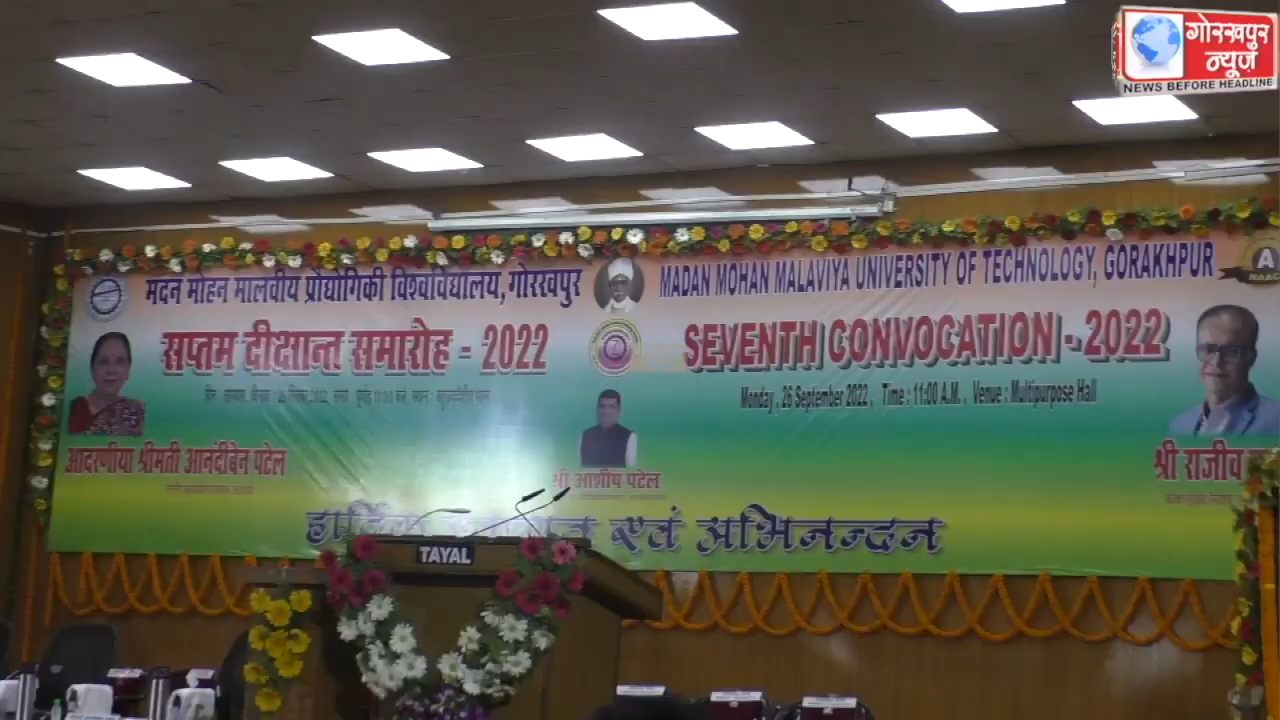 गोरखपुर
न्यूज़
NEWS BEFORE HEADLINE
मदन मोहन मालवीय प्रौद्योगिकी विश्वविद्यालय, गोरखपुर
MADAN MOHAN MALAVIYA UNIVERSITY OF TECHNOLOGY, GORAKHPUR
A
NAAC
सप्तम दीक्षान्त समारोह - 2022
SEVENTH CONVOCATION - 2022
Monday, 26 September 2022, Time : 11:00 A.M., Venue : Multipurpose Hall
आदरणीया श्रीमती आनंदीबेन पटेल
श्री आशीष पटेल
श्री राजीव
एवं अभिनन्दन
TAYAL